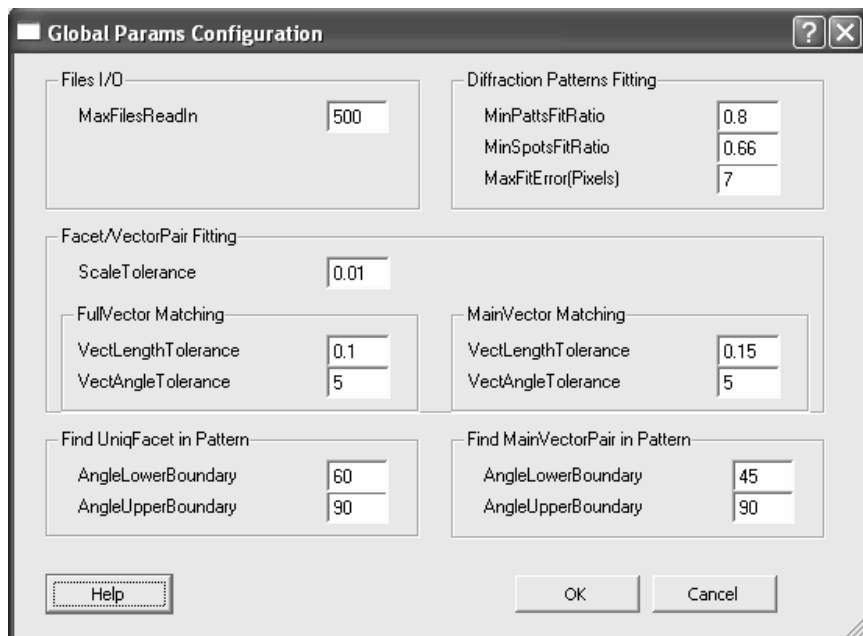 Global Params Configuration
Files I/O
MaxFilesReadIn 500
Diffraction Patterns Fitting
MinPattsFitRatio 0.8
MinSpotsFitRatio 0.66
MaxFitError(Pixels) 7
Facet/VectorPair Fitting
ScaleTolerance 0.01
FullVector Matching
VectLengthTolerance 0.1
VectAngleTolerance 5
MainVector Matching
VectLengthTolerance 0.15
VectAngleTolerance 5
Find UniqFacet in Pattern
AngleLowerBoundary 60
AngleUpperBoundary 90
Find MainVectorPair in Pattern
AngleLowerBoundary 45
AngleUpperBoundary 90
Help OK Cancel